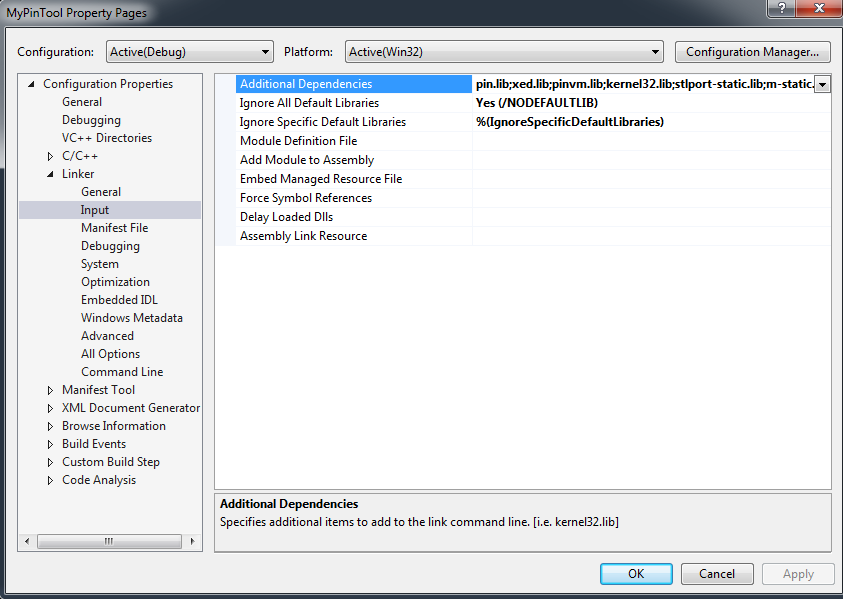 MyPinTool Property Pages
?
Configuration: Active(Debug) Platform: Active(Win32) Configuration Manager...
Configuration Properties
General
Debugging
VC++ Directories
C/C++
Linker
General
Input
Manifest File
Debugging
System
Optimization
Embedded IDL
Windows Metadata
Advanced
All Options
Command Line
Manifest Tool
XML Document Generator
Browse Information
Build Events
Custom Build Step
Code Analysis
Additional Dependencies pin.lib;xed.lib;pinvm.lib;kernel32.lib;stlport-static.lib;m-static.
Ignore All Default Libraries Yes (/NODEFAULTLIB)
Ignore Specific Default Libraries %(IgnoreSpecificDefaultLibraries)
Module Definition File
Add Module to Assembly
Embed Managed Resource File
Force Symbol References
Delay Loaded Dlls
Assembly Link Resource
Additional Dependencies
Specifies additional items to add to the link command line. [i.e. kernel32.lib]
OK Cancel Apply